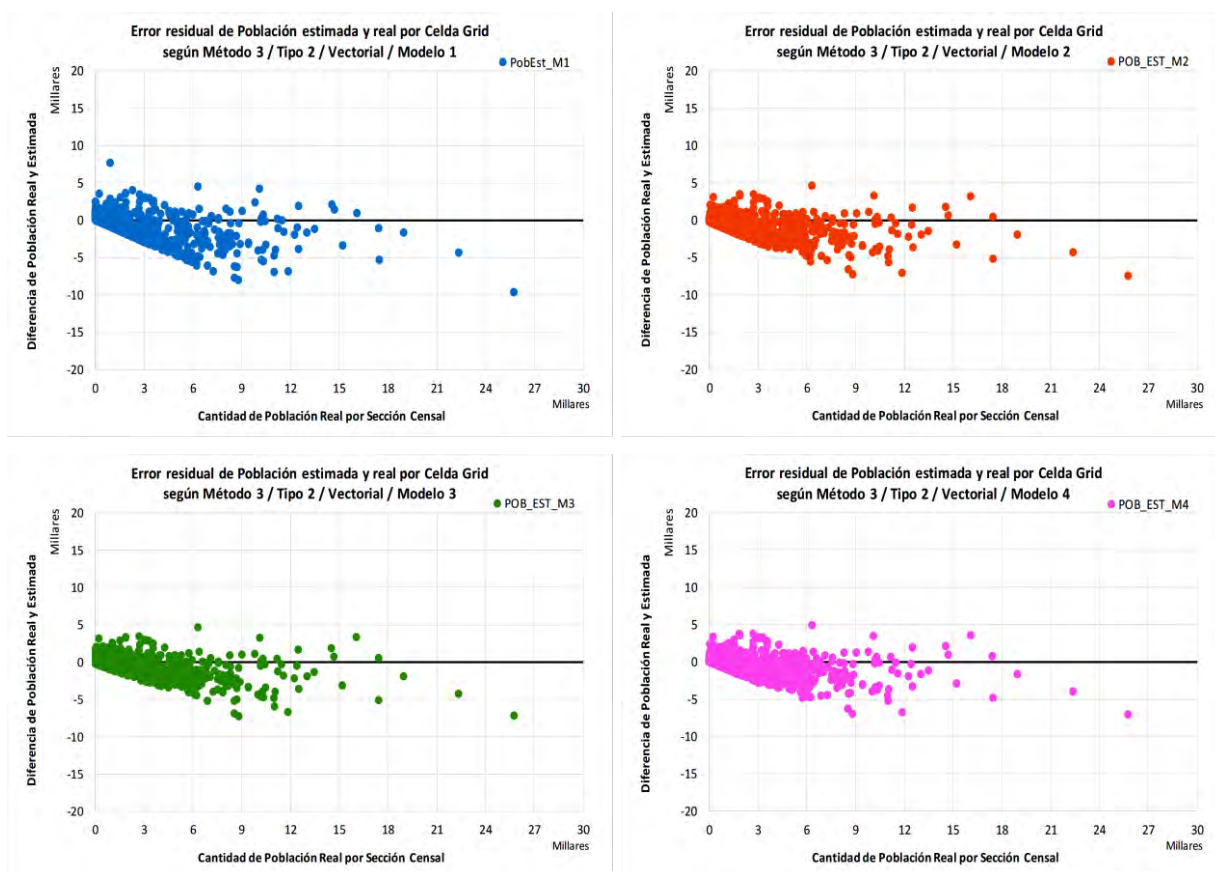 Error residual de Población estimada y real por Celda Grid
según Método 3 / Tipo 2 / Vectorial / Modelo 1
PobEst_M1
Millares
Diferencia de Población Real y Estimada
20
15
10
5
0
-5
-10
-15
-20
0 3 6 9 12 15 18 21 24 27 30
Millares
Cantidad de Población Real por Sección Censal
Error residual de Población estimada y real por Celda Grid
según Método 3 / Tipo 2 / Vectorial / Modelo 2
POB_EST_M2
Millares
Diferencia de Población Real y Estimada
20
15
10
5
0
-5
-10
-15
-20
0 3 6 9 12 15 18 21 24 27 30
Millares
Cantidad de Población Real por Sección Censal
Error residual de Población estimada y real por Celda Grid
según Método 3 / Tipo 2 / Vectorial / Modelo 3
POB_EST_M3
Millares
Diferencia de Población Real y Estimada
20
15
10
5
0
-5
-10
-15
-20
0 3 6 9 12 15 18 21 24 27 30
Millares
Cantidad de Población Real por Sección Censal
Error residual de Población estimada y real por Celda Grid
según Método 3 / Tipo 2 / Vectorial / Modelo 4
POB_EST_M4
Millares
Diferencia de Población Real y Estimada
20
15
10
5
0
-5
-10
-15
-20
0 3 6 9 12 15 18 21 24 27 30
Millares
Cantidad de Población Real por Sección Censal